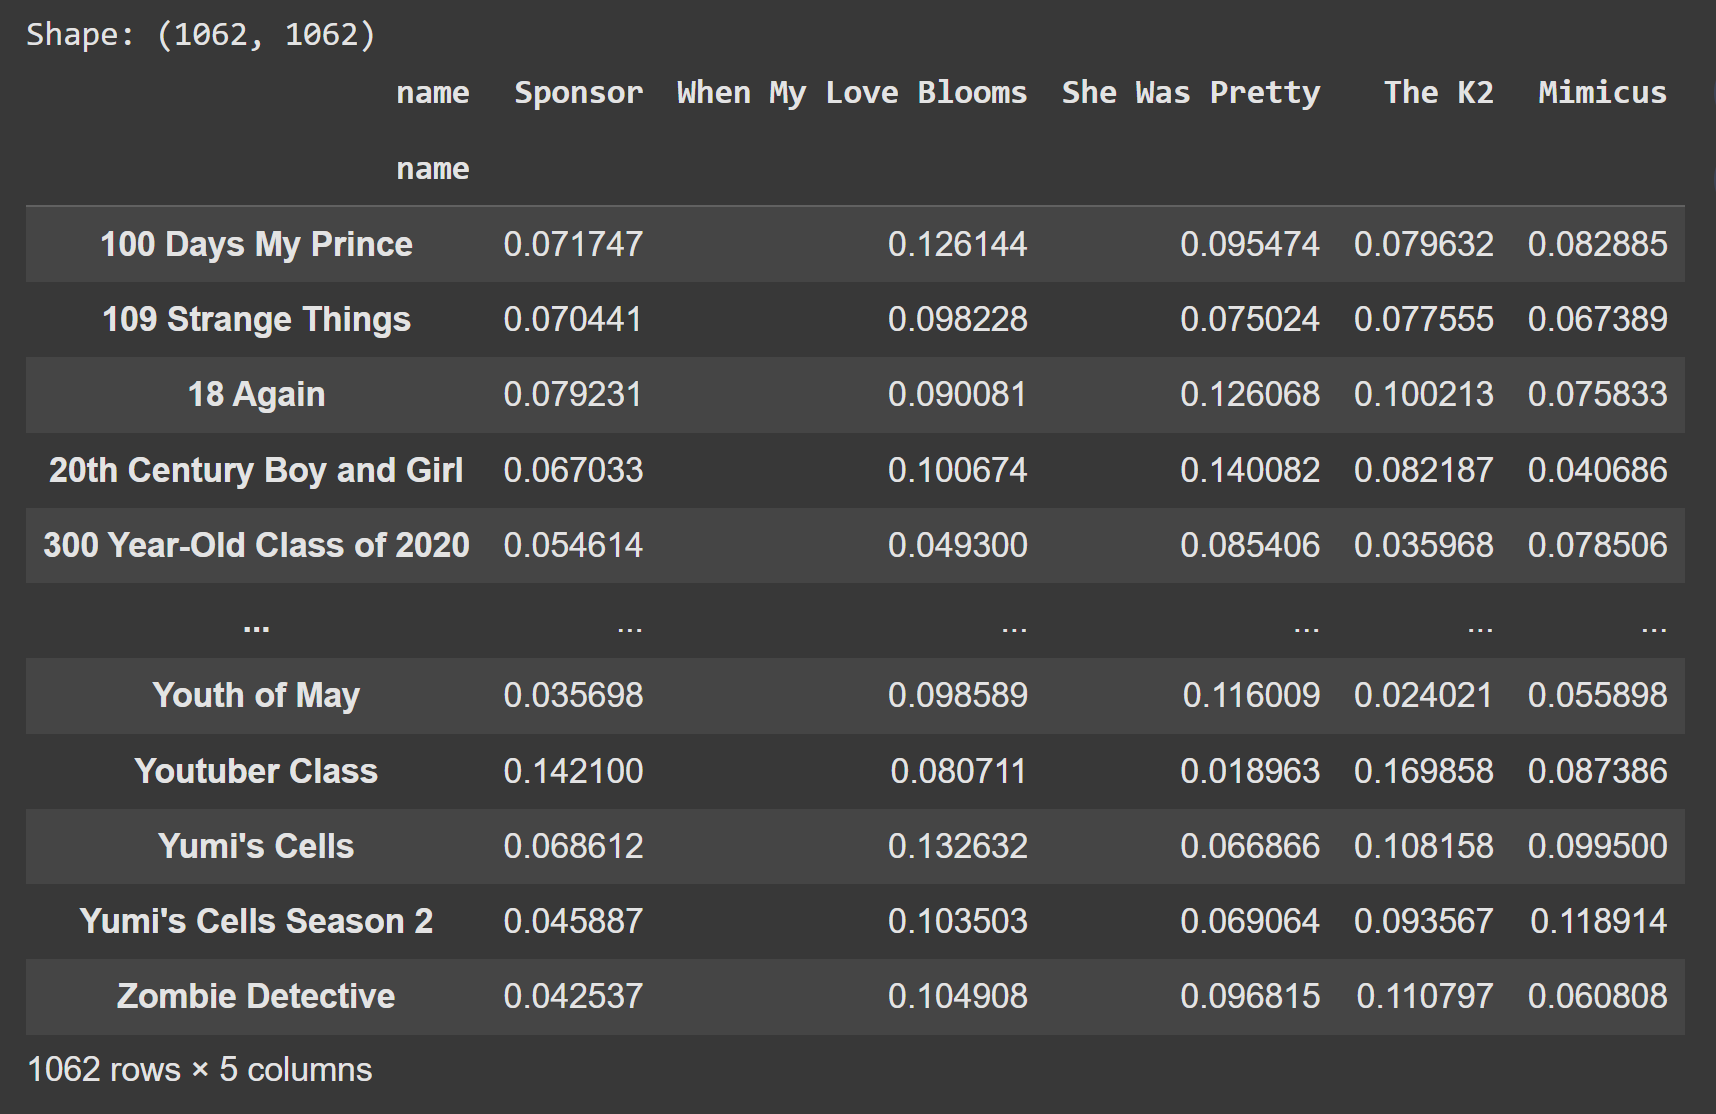 Shape: (1062, 1062)
name Sponsor When My Love Blooms She Was Pretty The K2 Mimicus
name
100 Days My Prince 0.071747 0.126144 0.095474 0.079632 0.082885
109 Strange Things 0.070441 0.098228 0.075024 0.077555 0.067389
18 Again 0.079231 0.090081 0.126068 0.100213 0.075833
20th Century Boy and Girl 0.067033 0.100674 0.140082 0.082187 0.040686
300 Year-Old Class of 2020 0.054614 0.049300 0.085406 0.035968 0.078506
... ... ... ... ... ...
Youth of May 0.035698 0.098589 0.116009 0.024021 0.055898
Youtuber Class 0.142100 0.080711 0.018963 0.169858 0.087386
Yumi's Cells 0.068612 0.132632 0.066866 0.108158 0.099500
Yumi's Cells Season 2 0.045887 0.103503 0.069064 0.093567 0.118914
Zombie Detective 0.042537 0.104908 0.096815 0.110797 0.060808
1062 rows × 5 columns